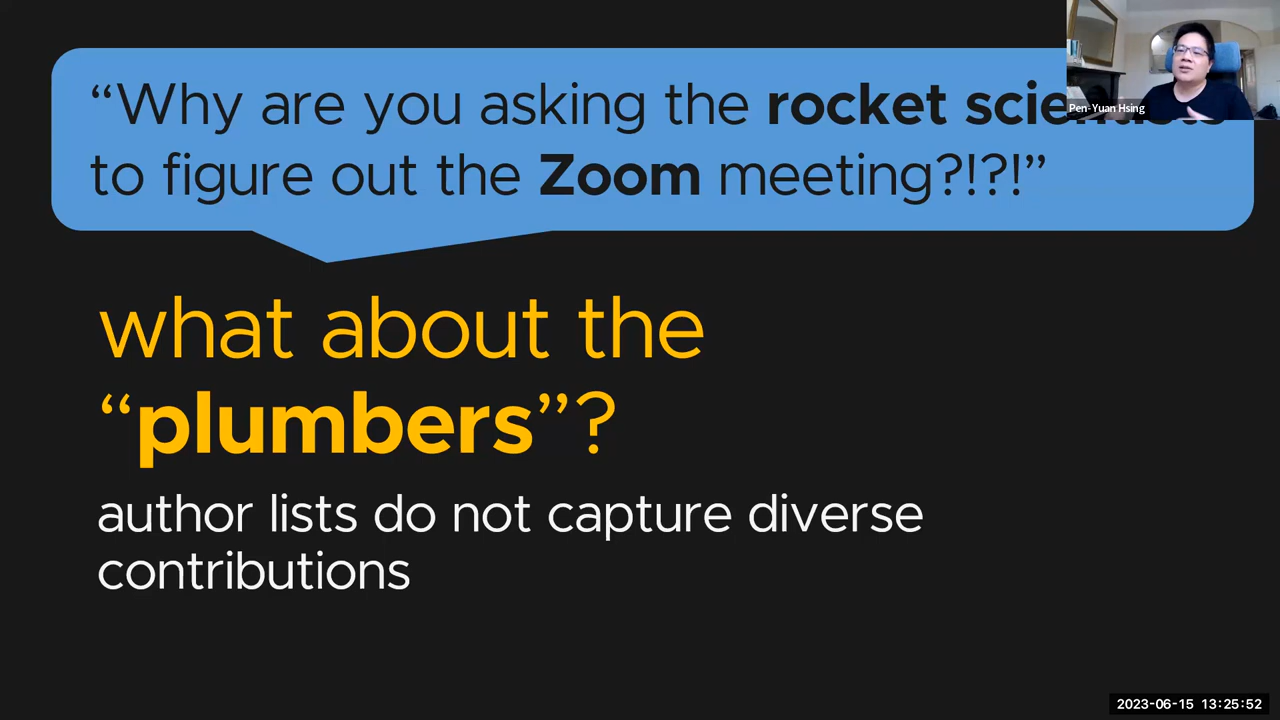 “Why are you asking the rocket scientists
to figure out the Zoom meeting?!?!”
Pen-Yuan Hsing
what about the
“plumbers”?
author lists do not capture diverse
contributions
2023-06-15 13:25:52